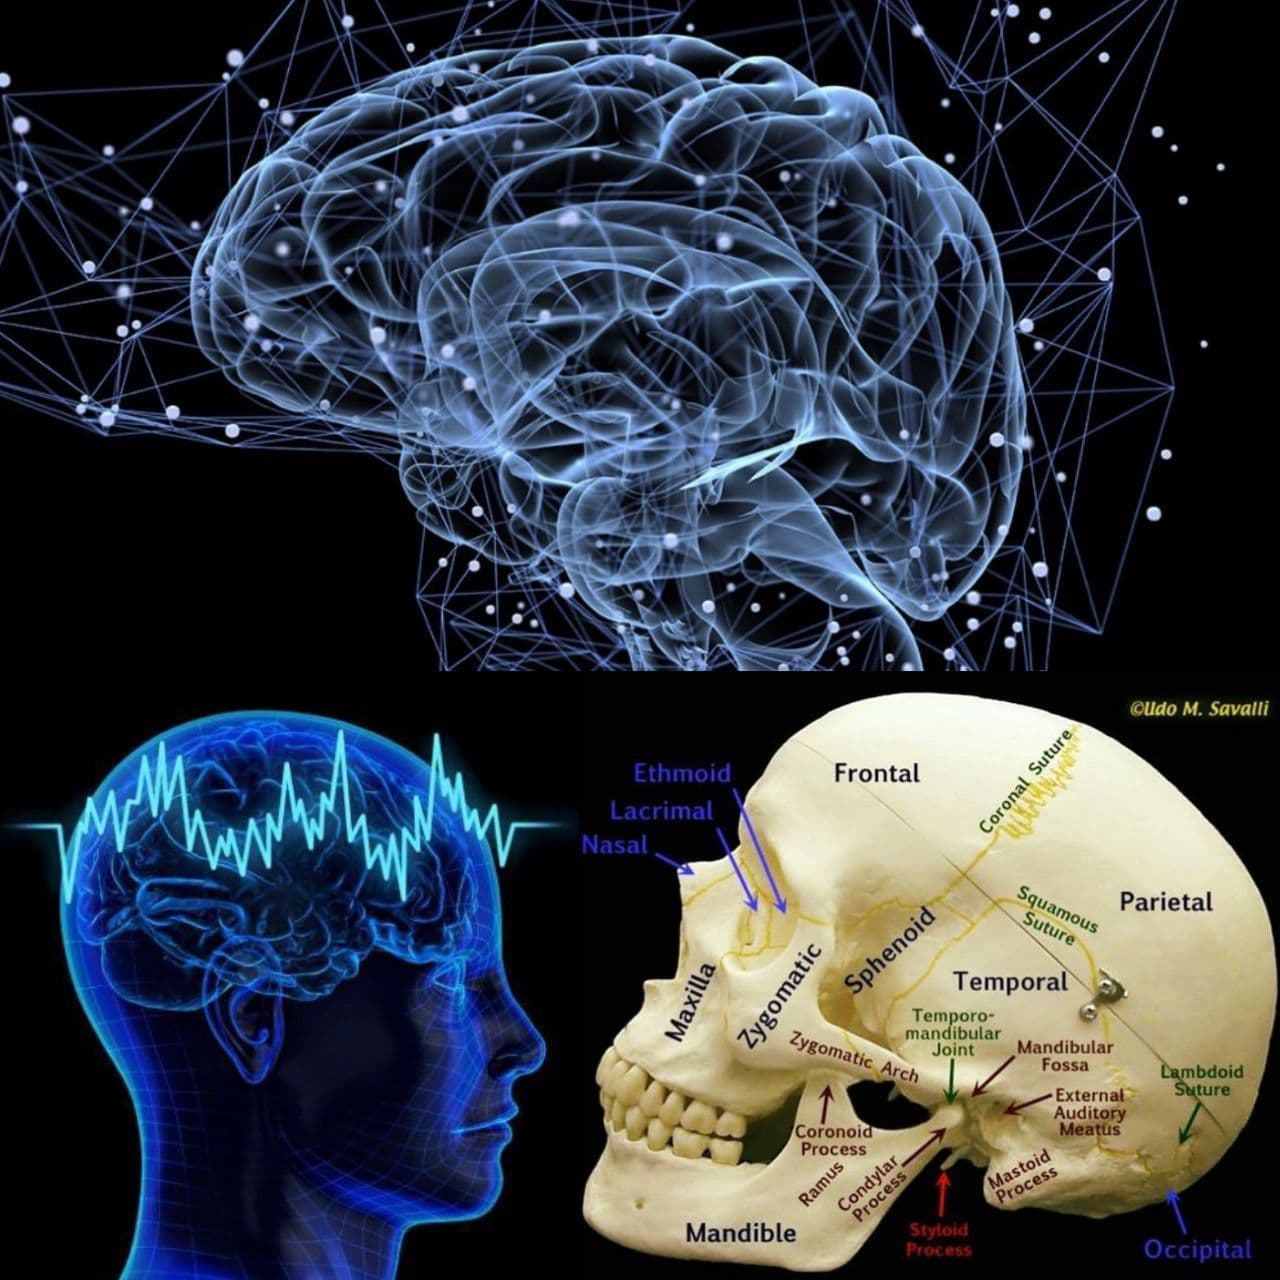 ©Udo M. Savalli
Ethmoid
Lacrimal
Nasal
Frontal
Coronal Suture
Parietal
Squamous
Suture
Sphenoid
Temporal
Maxilla
Zygomatic
Zygomatic Arch
Temporo-
mandibular
Joint
Mandibular
Fossa
External
Auditory
Meatus
Lambdoid
Suture
Coronoid
Process
Ramus
Condylar
Process
Mastoid
Process
Styloid
Process
Mandible
Occipital